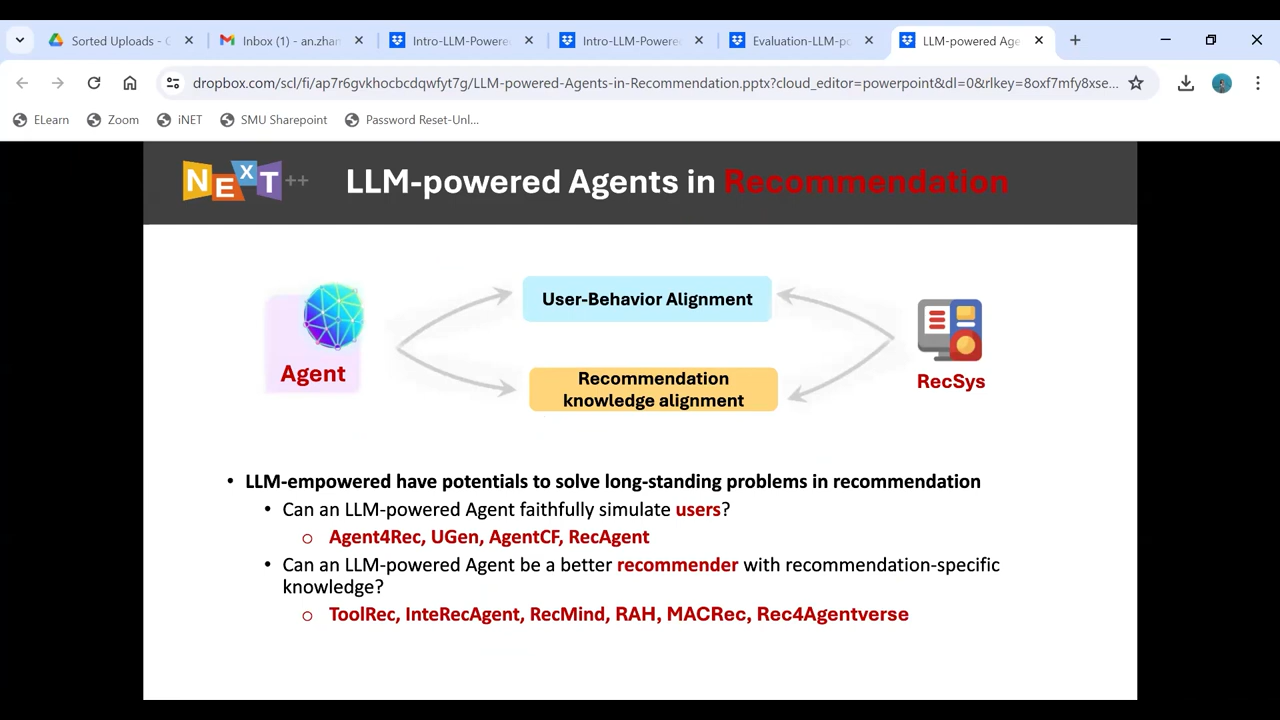 Sorted Uploads - G
Inbox (1) - an.zhan
Intro-LLM-Powere
Intro-LLM-Powere
Evaluation-LLM-po
LLM-powered Age
dropbox.com/scl/fi/ap7r6gvkhocbcdqwfyt7g/LLM-powered-Agents-in-Recommendation.pptx?cloud_editor=powerpoint&dl=0&rlkey=8oxf7mfy8xse...
ELearn
Zoom
iNET
SMU Sharepoint
Password Reset-Unl...
NExT++
LLM-powered Agents in Recommendation
Agent
User-Behavior Alignment
Recommendation
knowledge alignment
RecSys
• LLM-empowered have potentials to solve long-standing problems in recommendation
• Can an LLM-powered Agent faithfully simulate users?
o Agent4Rec, UGen, AgentCF, RecAgent
• Can an LLM-powered Agent be a better recommender with recommendation-specific
knowledge?
o ToolRec, InteRecAgent, RecMind, RAH, MACRec, Rec4Agentverse